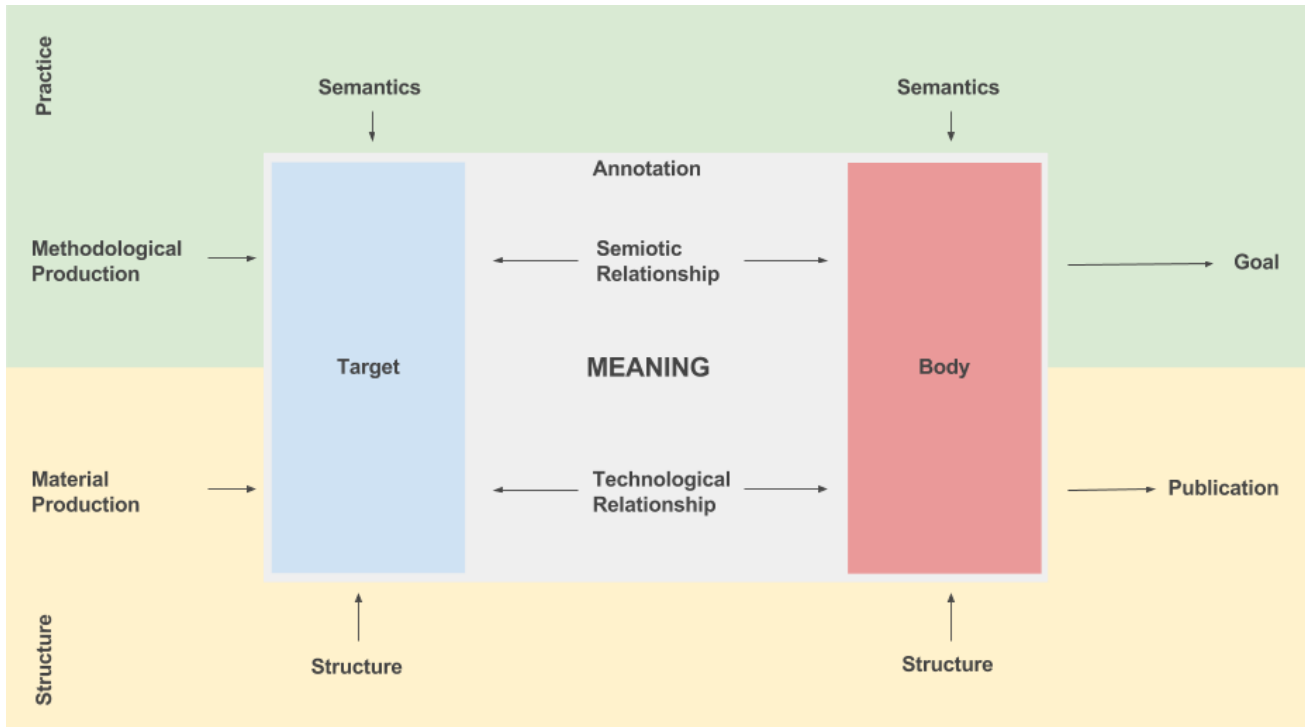 Practice
Semantics
Semantics
Annotation
Methodological
Production
Semiotic
Relationship
Goal
Target
MEANING
Body
Material
Production
Technological
Relationship
Publication
Structure
Structure
Structure